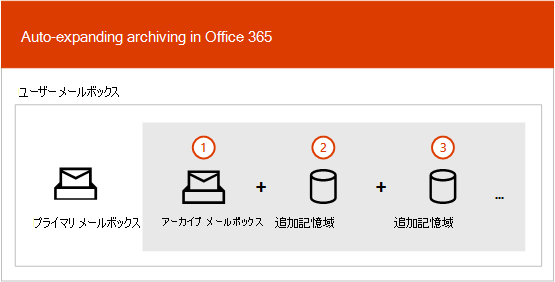 Auto-expanding archiving in Office 365
ユーザー メールボックス
1 2 3
+ + ...
プライマリ メールボックス アーカイブ メールボックス 追加記憶域 追加記憶域